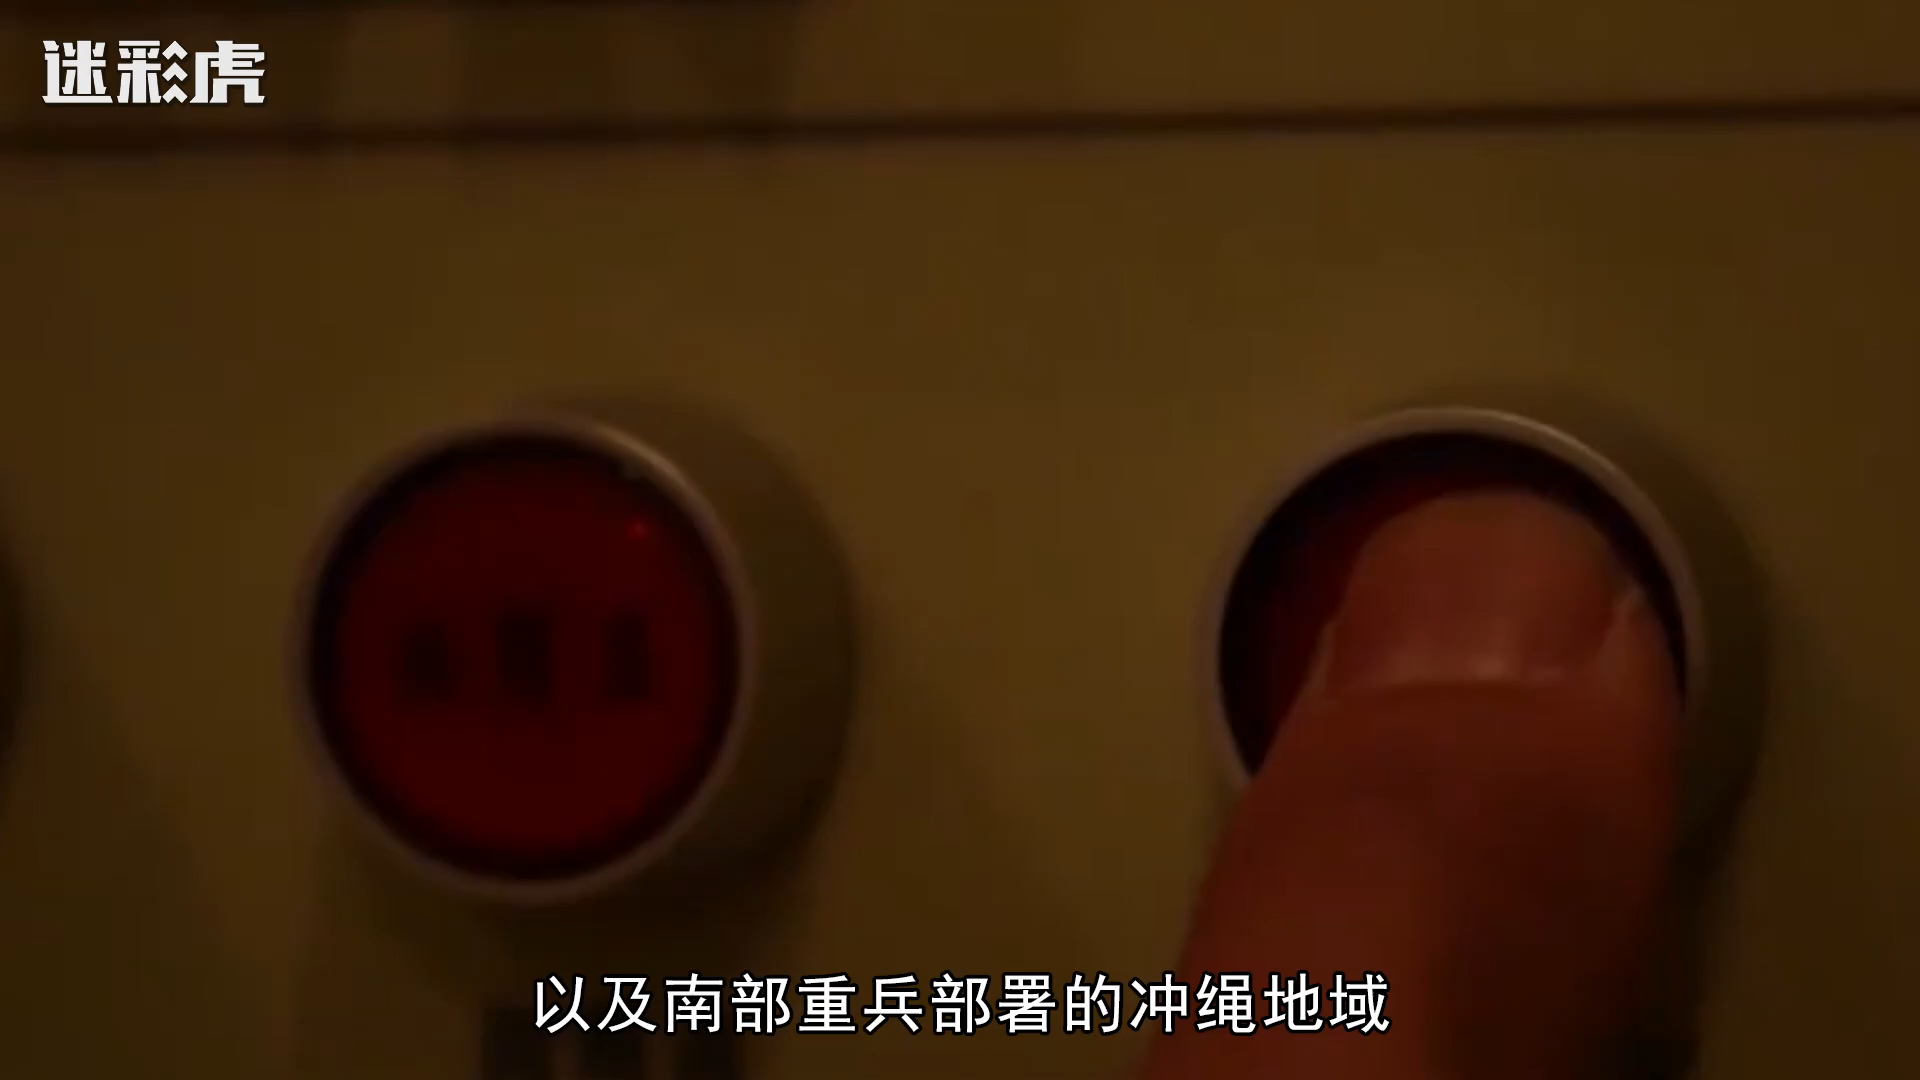 迷彩虎
以及南部重兵部署的冲绳地域